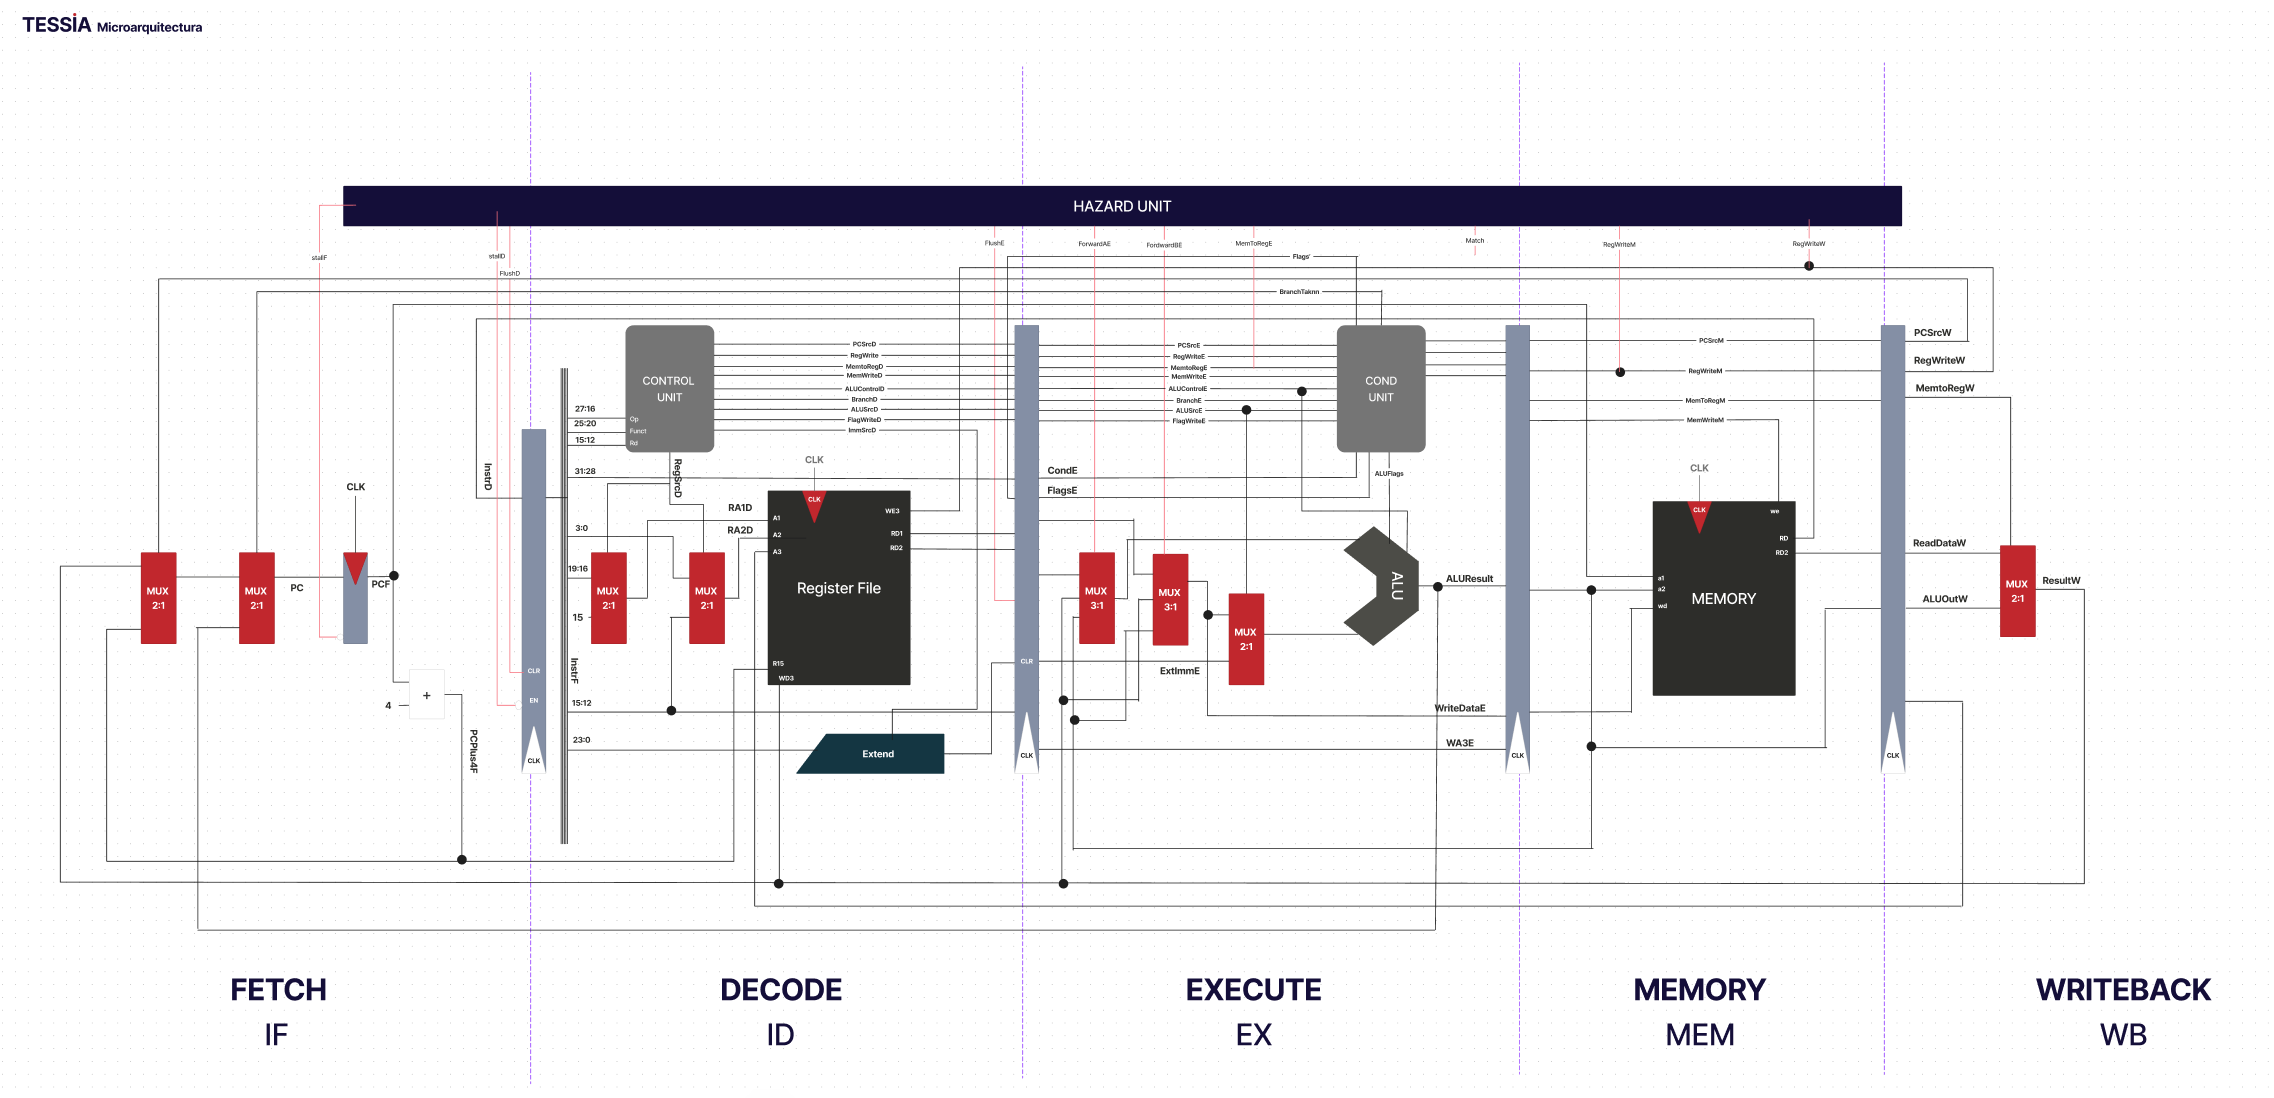 TESSIA Microarquitectura
HAZARD UNIT
stallF
stallD
FlushD
FlushE
ForwardAE
FordwardBE
MemToRegE
Match
RegWriteM
RegWriteW
Flags'
BranchTaknn
CONTROL
UNIT
Op
Funct
Rd
PCSrcD
RegWrite
MemtoRegD
MemWriteD
ALUControlD
BranchD
ALUSrcD
FlagWriteD
ImmSrcD
PCSrcE
RegWriteE
MemtoRegE
MemWriteE
ALUControlE
BranchE
ALUSrcE
FlagWriteE
COND
UNIT
PCSrcM
RegWriteM
MemToRegM
MemWriteM
PCSrcW
RegWriteW
MemtoRegW
27:16
25:20
15:12
31:28
3:0
19:16
15
15:12
23:0
InstrD
InstrF
RegSrcD
CondE
FlagsE
ALUFlags
CLK
MUX
2:1
MUX
2:1
PC
PCF
+
4
PCPlus4F
CLR
EN
CLK
MUX
2:1
MUX
2:1
RA1D
RA2D
CLK
CLK
A1
A2
A3
WE3
RD1
RD2
Register File
R15
WD3
Extend
CLR
CLK
MUX
3:1
MUX
3:1
MUX
2:1
ExtImmE
ALU
ALUResult
WriteDataE
WA3E
CLK
CLK
CLK
we
RD
RD2
a1
a2
wd
MEMORY
CLK
ReadDataW
ALUOutW
MUX
2:1
ResultW
FETCH
IF
DECODE
ID
EXECUTE
EX
MEMORY
MEM
WRITEBACK
WB